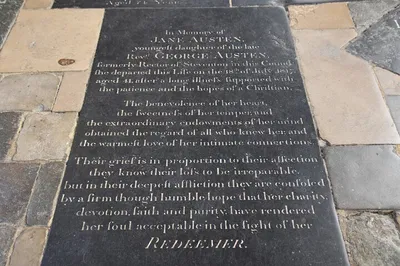 Aged 77 Years
In Memory of
JANE AUSTEN,
youngeſt daughter of the late
Revd GEORGE AUSTEN,
formerly Rector of Steventon in this County
ſhe departed this Life on the 18th of July 1817,
aged 41, after a long illneſs ſupported with
the patience and the hopes of a Chriſtian.
The benevolence of her heart,
the ſweetneſs of her temper, and
the extraordinary endowments of her mind
obtained the regard of all who knew her, and
the warmeſt love of her intimate connections.
Their grief is in proportion to their affection
they know their loſs to be irreparable,
but in their deepeſt affliction they are conſoled
by a firm though humble hope that her charity,
devotion, faith and purity, have rendered
her ſoul acceptable in the ſight of her
REDEEMER.